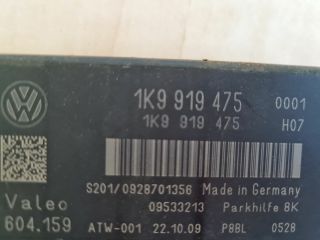 1K9 919 475 0001
1K9 919 475 H07
S201/0928701356 Made in Germany
Valeo 09533213 Parkhilfe 8K
604.159 ATW-001 22.10.09 P8BL 0528